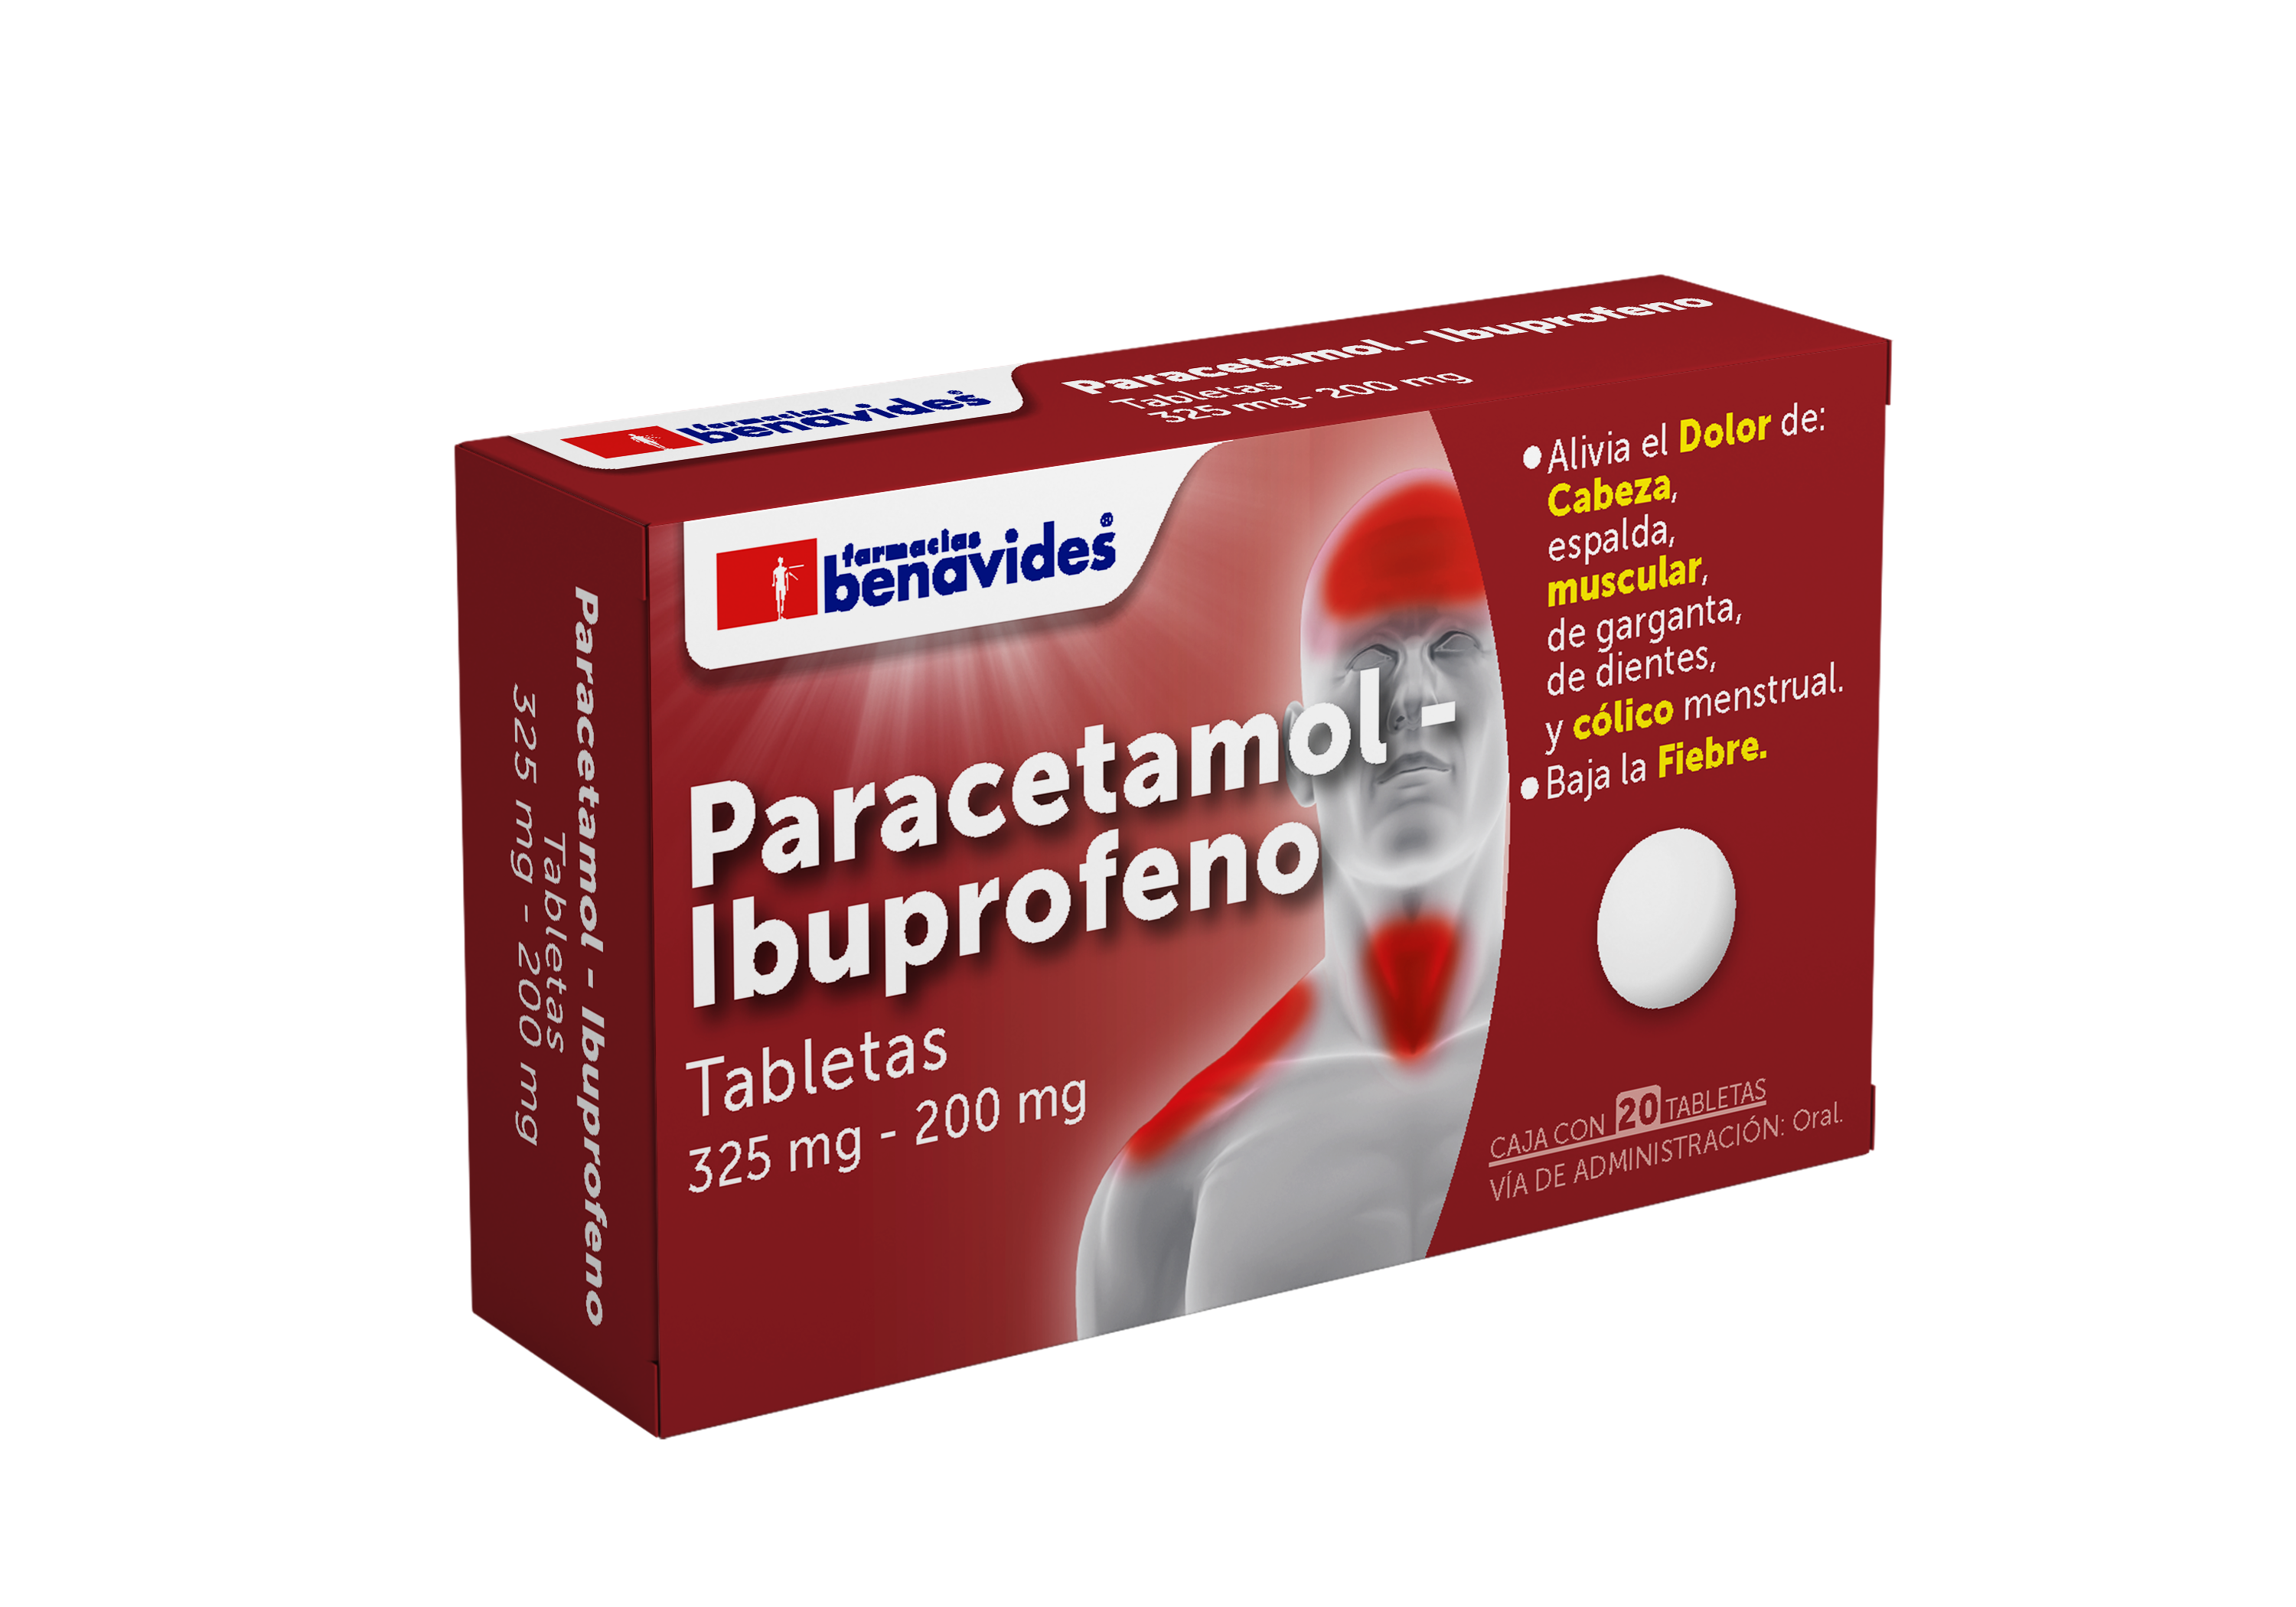 farmacias
benavides®
Paracetamol - Ibuprofeno
Tabletas
325 mg- 200 mg
Paracetamol - Ibuprofeno
Tabletas
325 mg - 200 mg
farmacias
benavides®
Paracetamol -
Ibuprofeno
Tabletas
325 mg - 200 mg
•Alivia el Dolor de:
Cabeza,
espalda,
muscular,
de garganta,
de dientes,
y cólico menstrual.
•Baja la Fiebre.
CAJA CON 20 TABLETAS
VÍA DE ADMINISTRACIÓN: Oral.